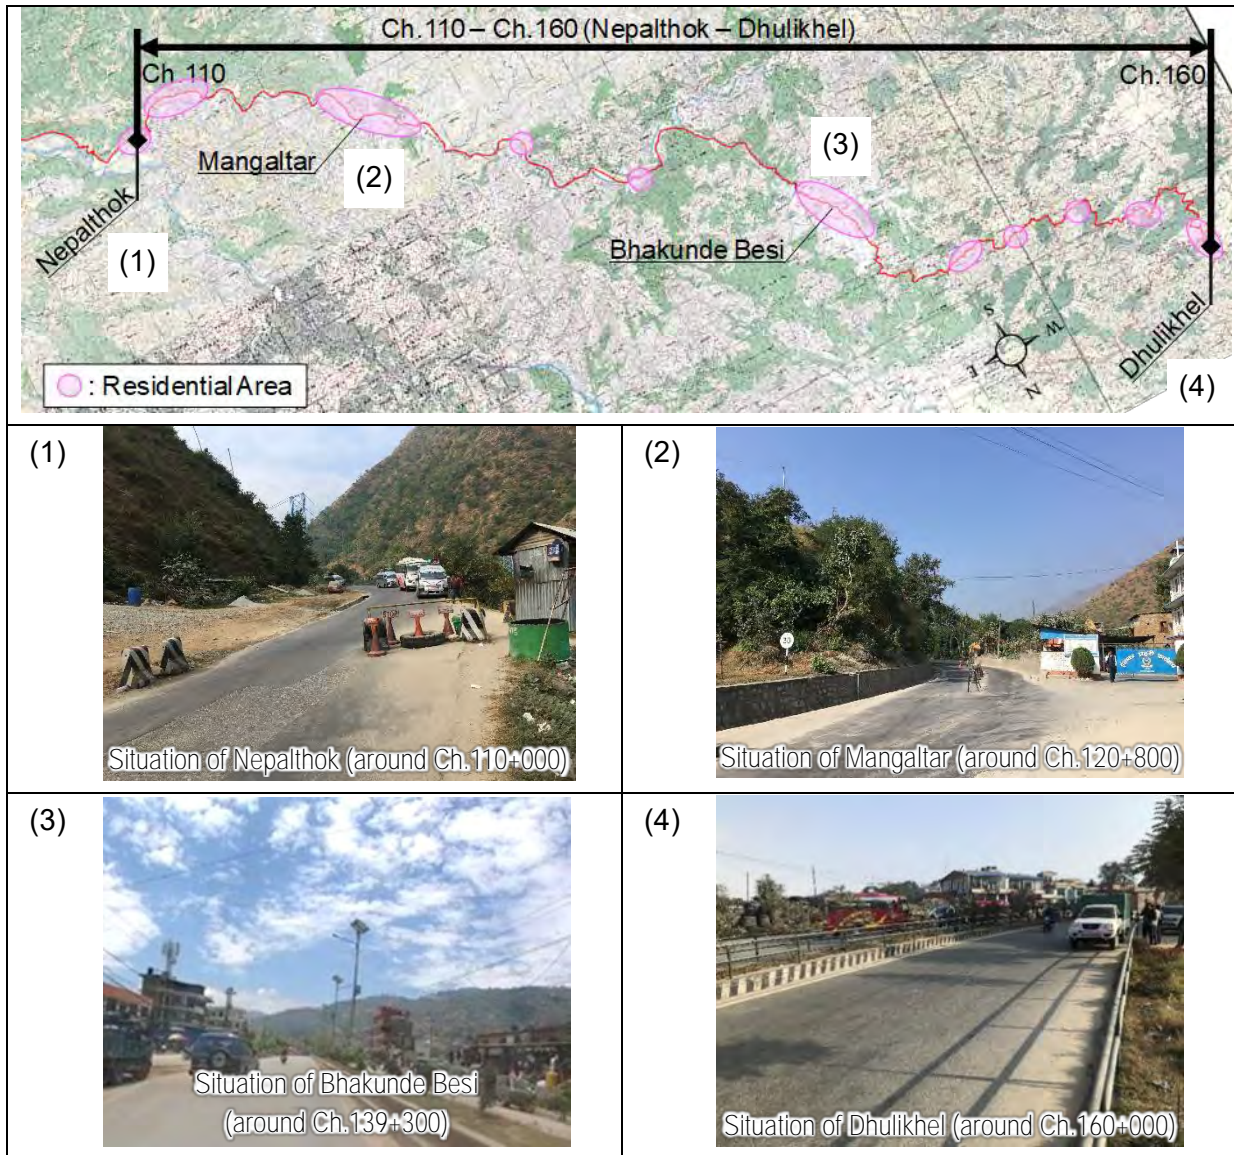 Ch.110 – Ch.160 (Nepalthok – Dhulikhel)
Ch.110
Ch.160
Mangaltar
(2)
(3)
Nepalthok
(1)
Bhakunde Besi
S
W
E
N
Dhulikhel
(4)
: Residential Area
(1)
Situation of Nepalthok (around Ch.110+000)
(2)
30
Situation of Mangaltar (around Ch.120+800)
(3)
Situation of Bhakunde Besi
(around Ch.139+300)
(4)
Situation of Dhulikhel (around Ch.160+000)